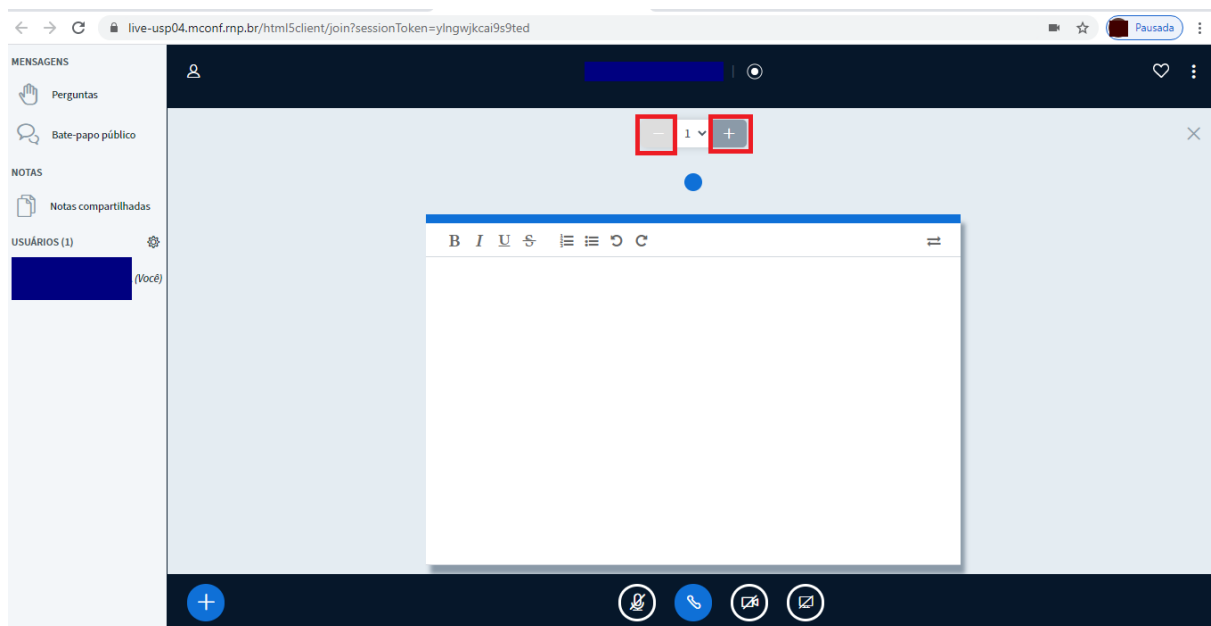 live-usp04.mconf.rnp.br/html5client/join?sessionToken=ylngwjkcai9s9ted
Pausada
MENSAGENS
Perguntas
Bate-papo público
NOTAS
Notas compartilhadas
USUÁRIOS (1)
(Você)
1
B I U S